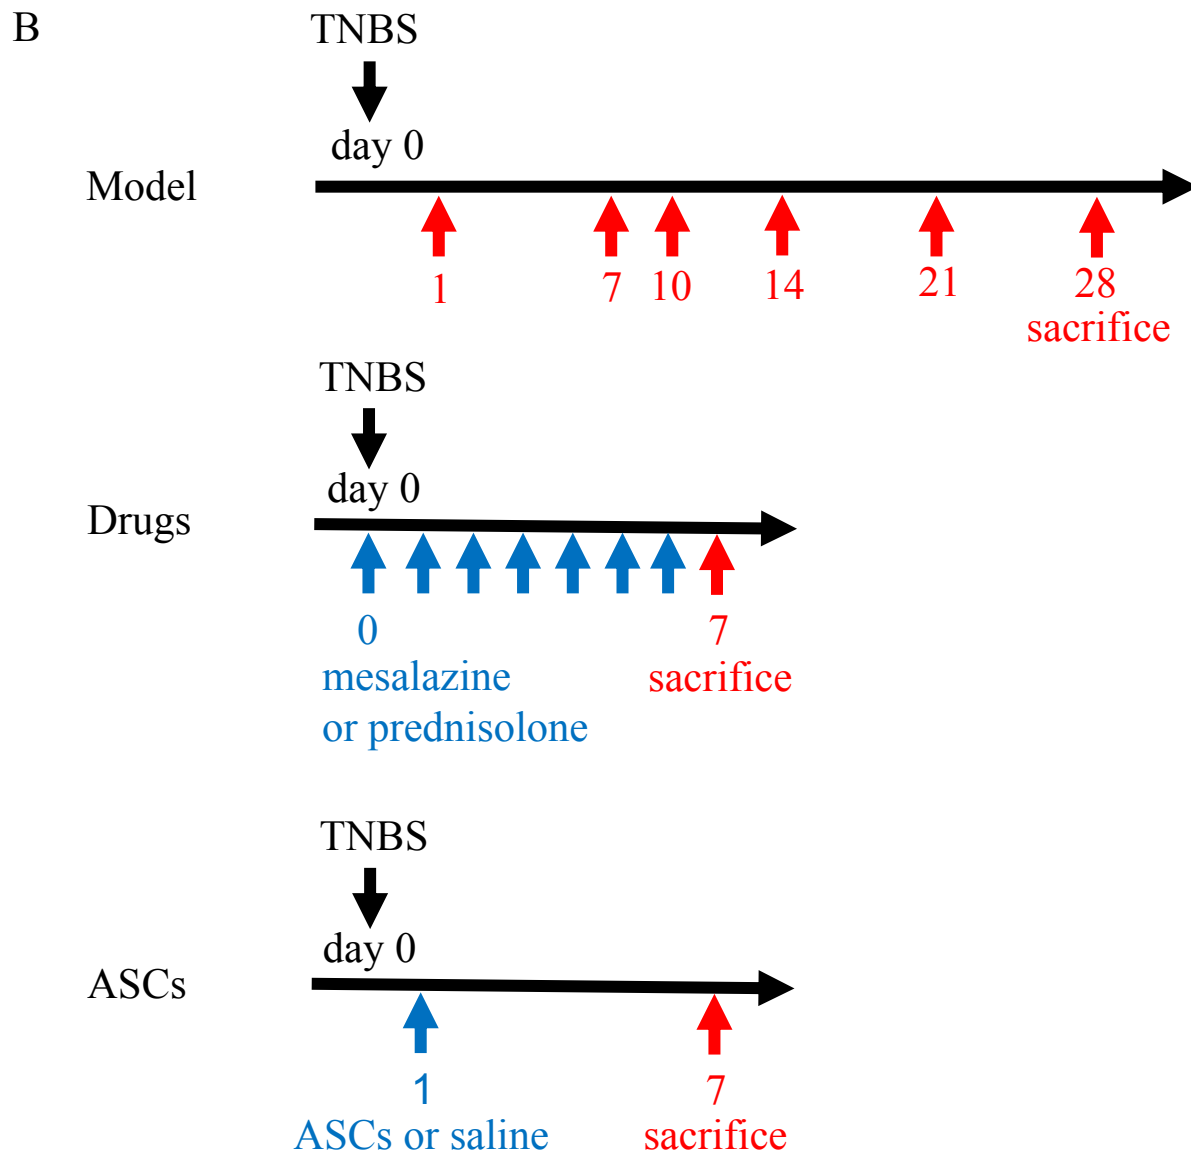 B
TNBS
day 0
Model
1 7 10 14 21 28
sacrifice
TNBS
day 0
Drugs
0 7
mesalazine sacrifice
or prednisolone
TNBS
day 0
ASCs
1 7
ASCs or saline sacrifice